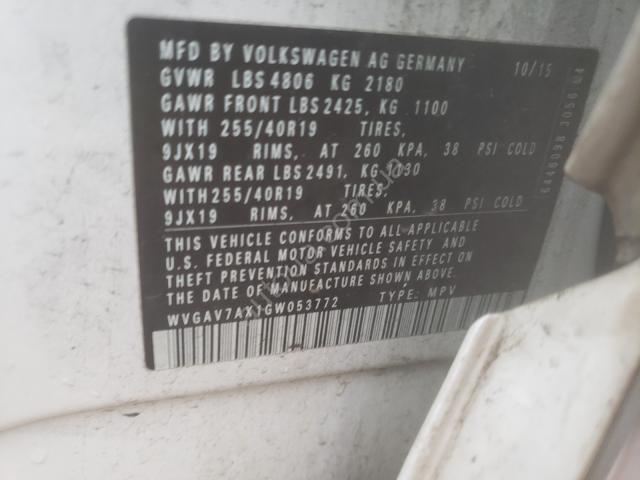 MFD BY VOLKSWAGEN AG GERMANY 10/15
GVWR LBS 4806 KG 2180
GAWR FRONT LBS 2425, KG 1100
WITH 255/40R19 TIRES,
9JX19 RIMS, AT 260 KPA, 38 PSI COLD
GAWR REAR LBS 2491, KG 1130
WITH 255/40R19 TIRES,
9JX19 RIMS, AT 260 KPA, 38 PSI COLD
THIS VEHICLE CONFORMS TO ALL APPLICABLE
U.S. FEDERAL MOTOR VEHICLE SAFETY AND
THEFT PREVENTION STANDARDS IN EFFECT ON
THE DATE OF MANUFACTURE SHOWN ABOVE.
WVGAV7AX1GW053772 TYPE: MPV